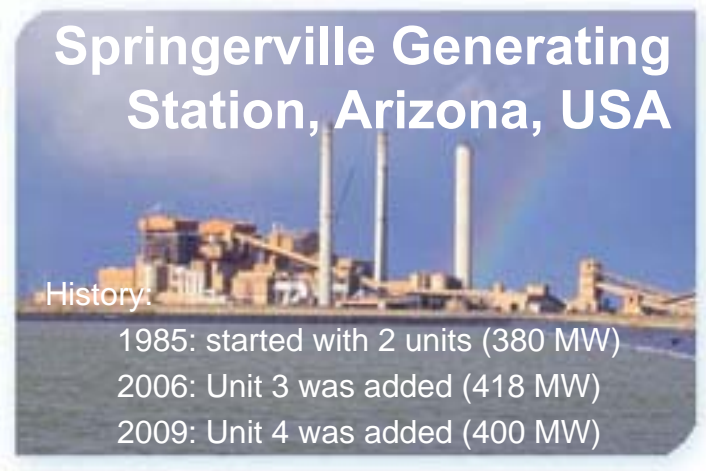 Springerville Generating
Station, Arizona, USA
History:
1985: started with 2 units (380 MW)
2006: Unit 3 was added (418 MW)
2009: Unit 4 was added (400 MW)